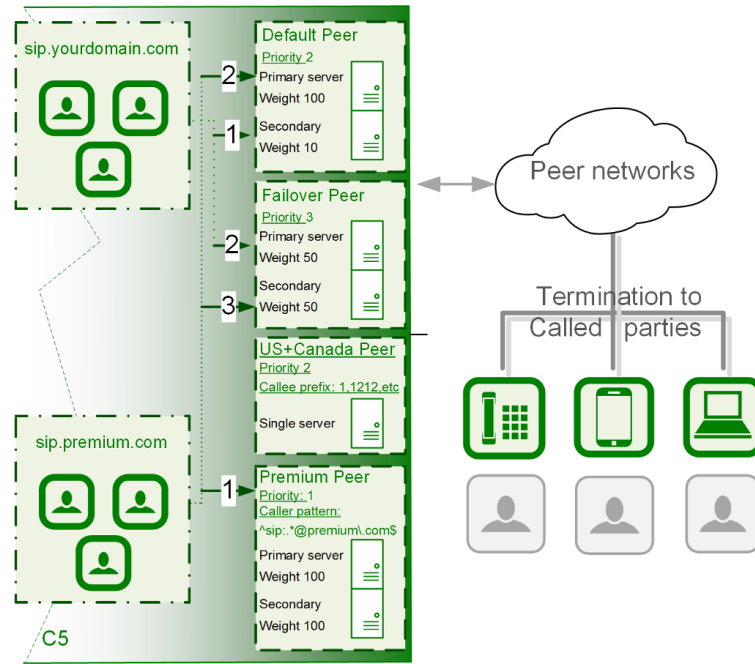 sip.yourdomain.com
sip.premium.com
C5
2
1
2
3
1
Default Peer
Priority 2
Primary server
Weight 100
Secondary
Weight 10
Failover Peer
Priority 3
Primary server
Weight 50
Secondary
Weight 50
US+Canada Peer
Priority 2
Callee prefix: 1,1212,etc
Single server
Premium Peer
Priority: 1
Caller pattern:
^sip:.*@premium\.com$
Primary server
Weight 100
Secondary
Weight 100
Peer networks
Termination to
Called parties